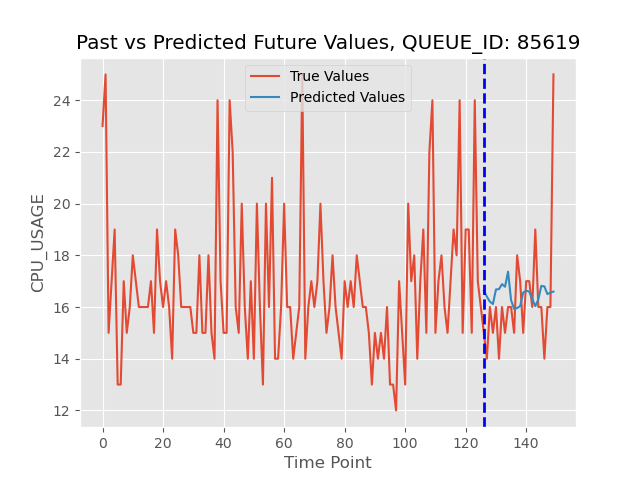 Past vs Predicted Future Values, QUEUE_ID: 85619
True Values
Predicted Values
CPU_USAGE
24
22
20
18
16
14
12
0 20 40 60 80 100 120 140
Time Point